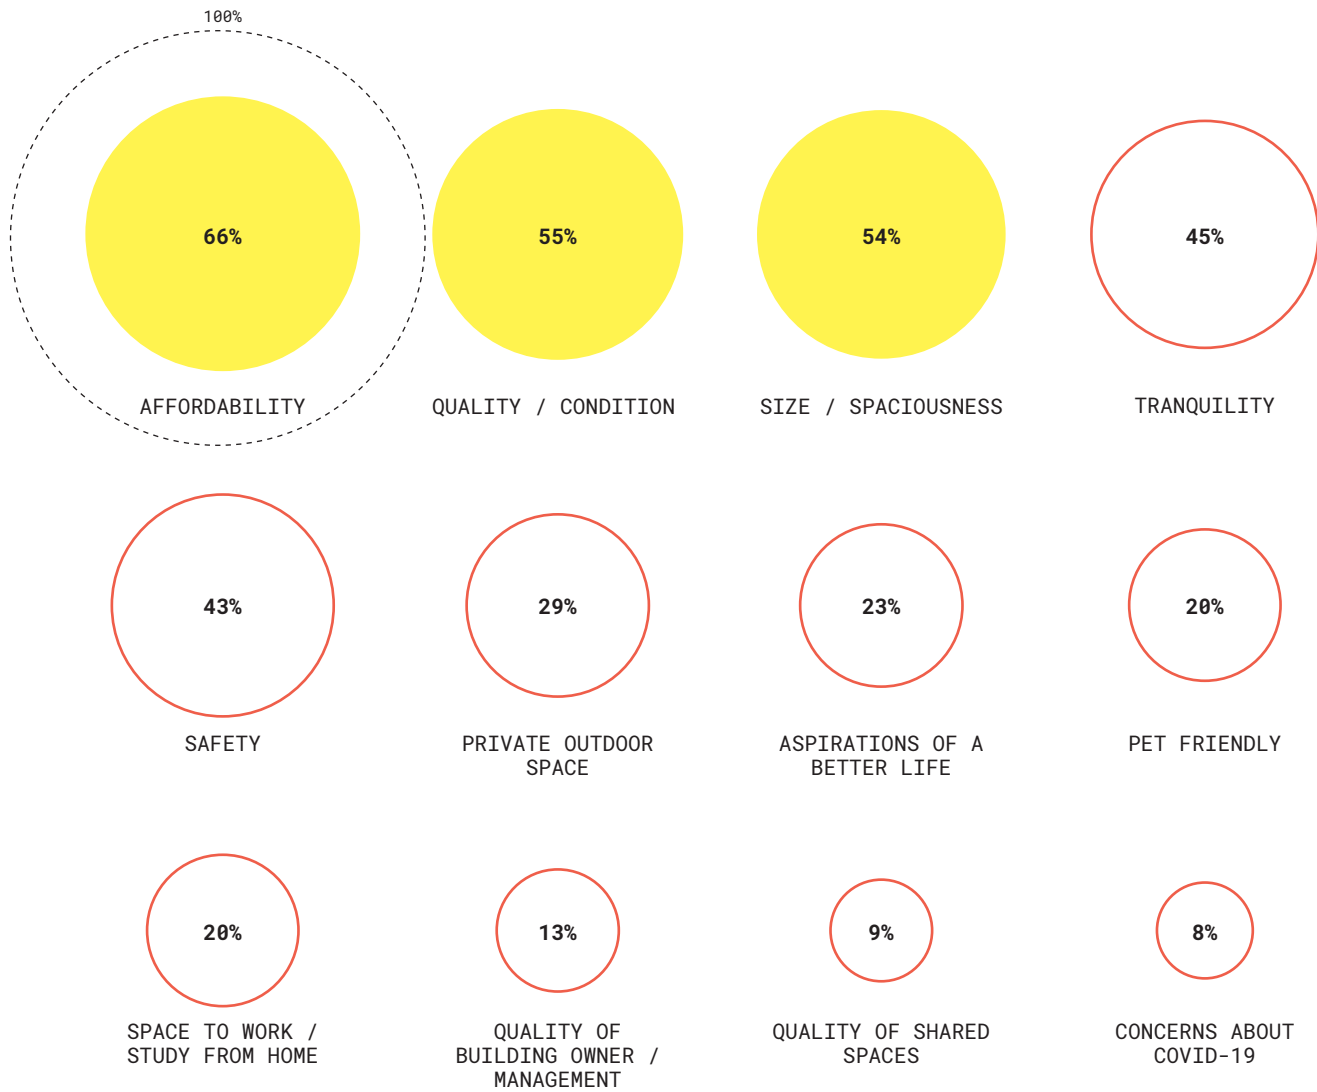 100%
66%
55%
54%
45%
AFFORDABILITY
QUALITY / CONDITION
SIZE / SPACIOUSNESS
TRANQUILITY
43%
29%
23%
20%
SAFETY
PRIVATE OUTDOOR
SPACE
ASPIRATIONS OF A
BETTER LIFE
PET FRIENDLY
20%
13%
9%
8%
SPACE TO WORK /
STUDY FROM HOME
QUALITY OF
BUILDING OWNER /
MANAGEMENT
QUALITY OF SHARED
SPACES
CONCERNS ABOUT
COVID-19